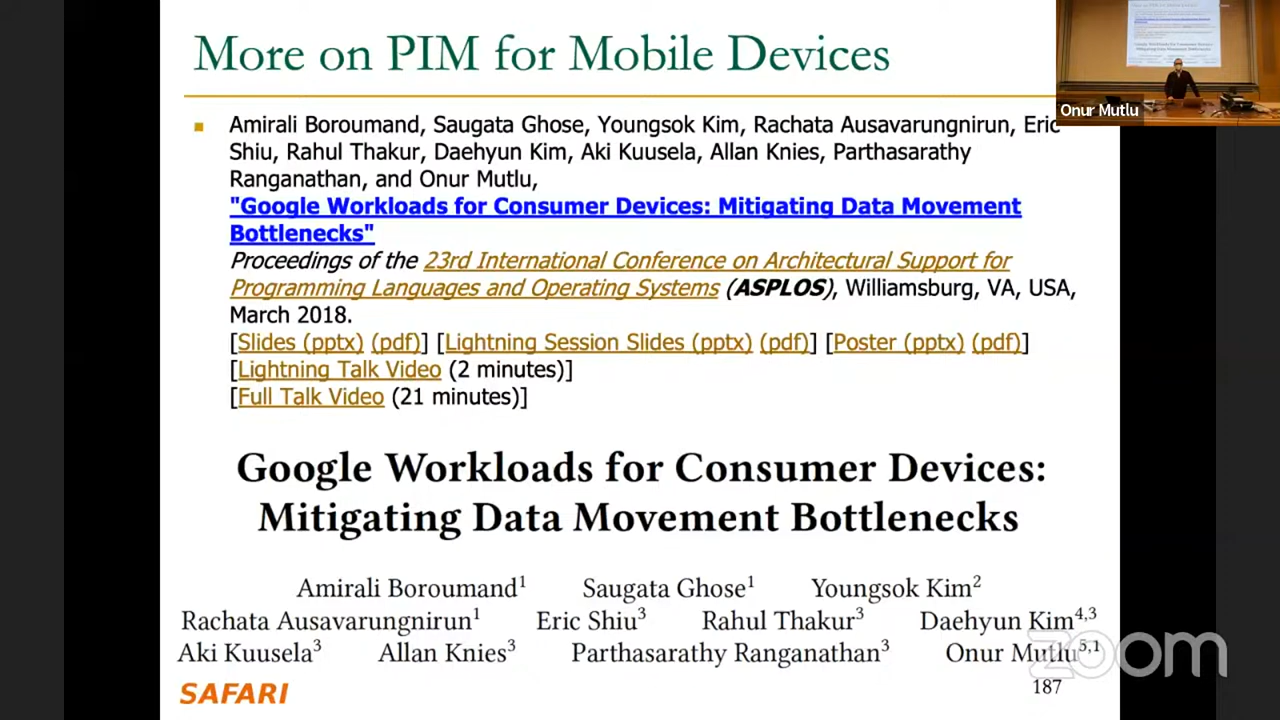 More on PIM for Mobile Devices
Onur Mutlu
Amirali Boroumand, Saugata Ghose, Youngsok Kim, Rachata Ausavarungnirun, Eric
Shiu, Rahul Thakur, Daehyun Kim, Aki Kuusela, Allan Knies, Parthasarathy
Ranganathan, and Onur Mutlu,
"Google Workloads for Consumer Devices: Mitigating Data Movement
Bottlenecks"
Proceedings of the 23rd International Conference on Architectural Support for
Programming Languages and Operating Systems (ASPLOS), Williamsburg, VA, USA,
March 2018.
[Slides (pptx) (pdf)] [Lightning Session Slides (pptx) (pdf)] [Poster (pptx) (pdf)]
[Lightning Talk Video (2 minutes)]
[Full Talk Video (21 minutes)]
Google Workloads for Consumer Devices:
Mitigating Data Movement Bottlenecks
Amirali Boroumand¹ Saugata Ghose¹ Youngsok Kim²
Rachata Ausavarungnirun¹ Eric Shiu³ Rahul Thakur³ Daehyun Kim⁴,³
Aki Kuusela³ Allan Knies³ Parthasarathy Ranganathan³ Onur Mutlu⁵,¹
zoom
SAFARI
187